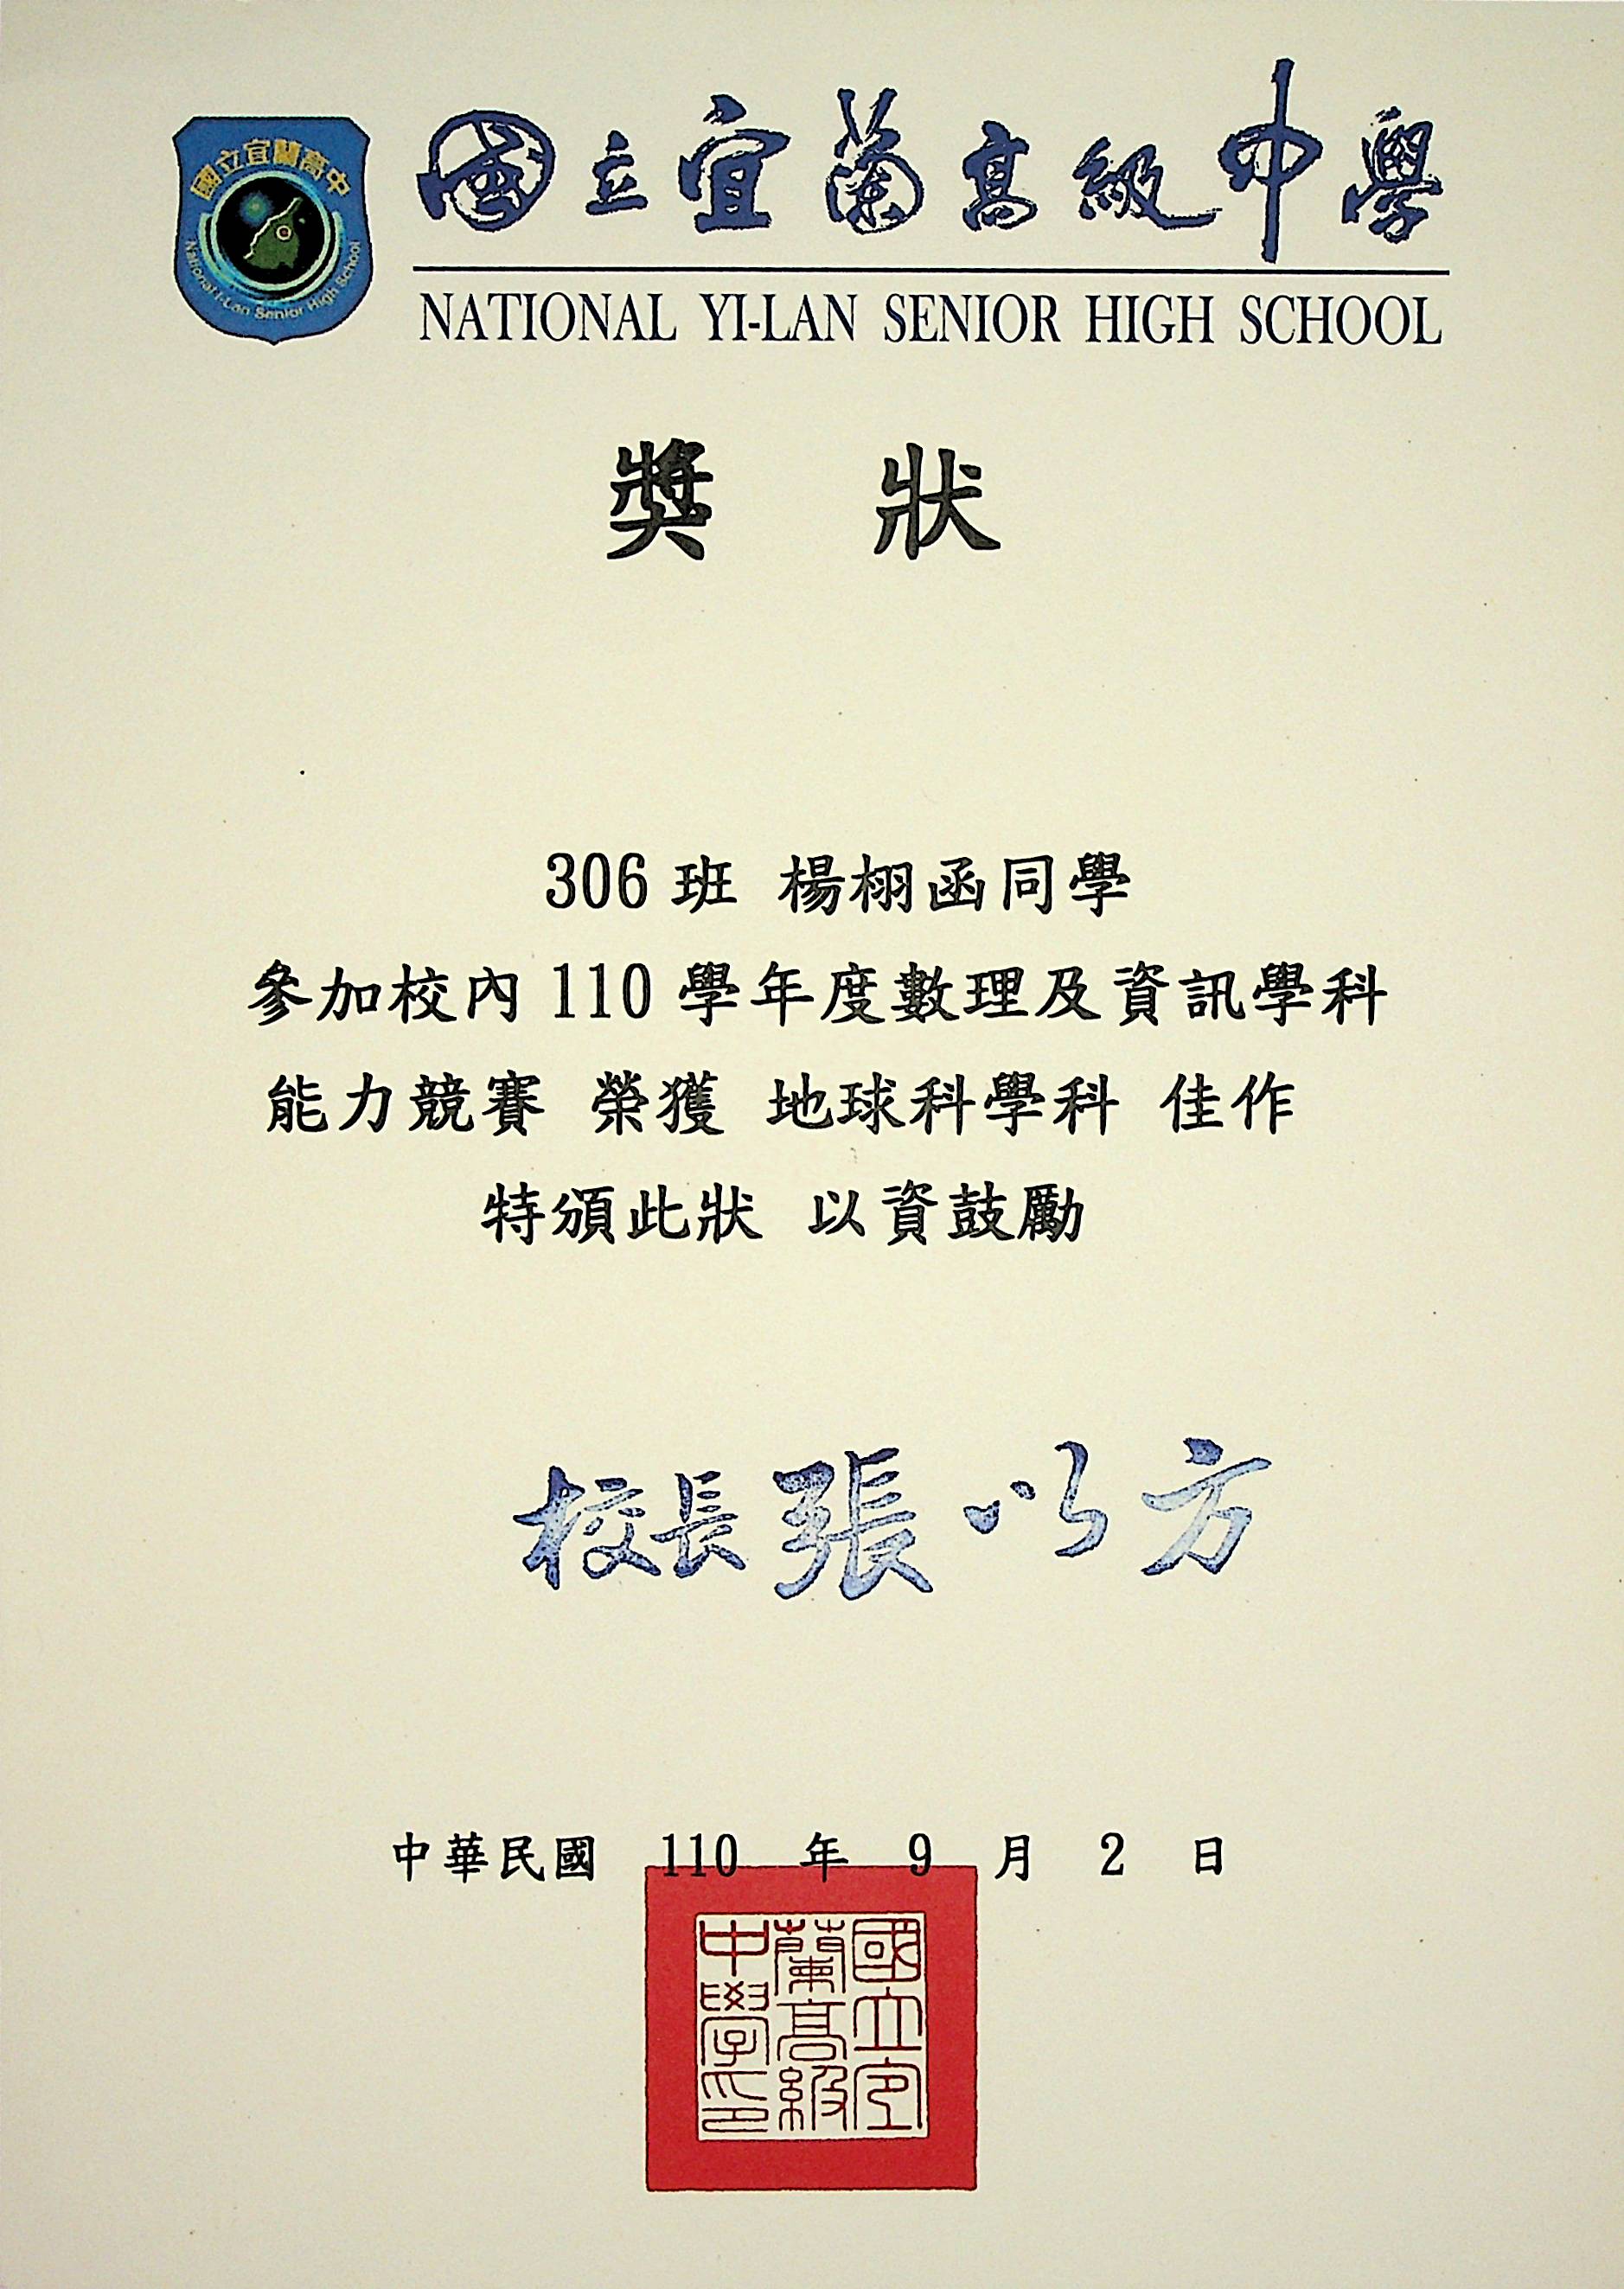 國立宜蘭高中
National I-Lan Senior High School
國立宜蘭高級中學
NATIONAL YI-LAN SENIOR HIGH SCHOOL
獎 狀
306 班 楊栩函同學
參加校內 110 學年度數理及資訊學科
能力競賽 榮獲 地球科學科 佳作
特頒此狀 以資鼓勵
校長 張以方
中華民國 110 年 9 月 2 日
國立宜
蘭高級
中學印